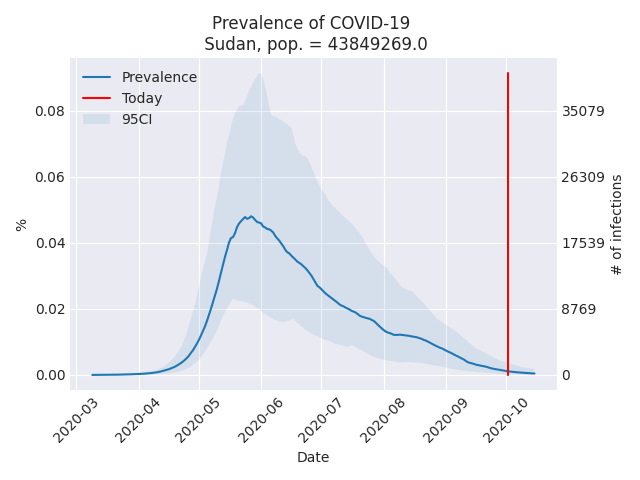 Prevalence of COVID-19
Sudan, pop. = 43849269.0
Prevalence
Today
95CI
0.08
0.06
0.04
0.02
0.00
%
35079
26309
17539
8769
0
# of infections
2020-03
2020-04
2020-05
2020-06
2020-07
2020-08
2020-09
2020-10
Date